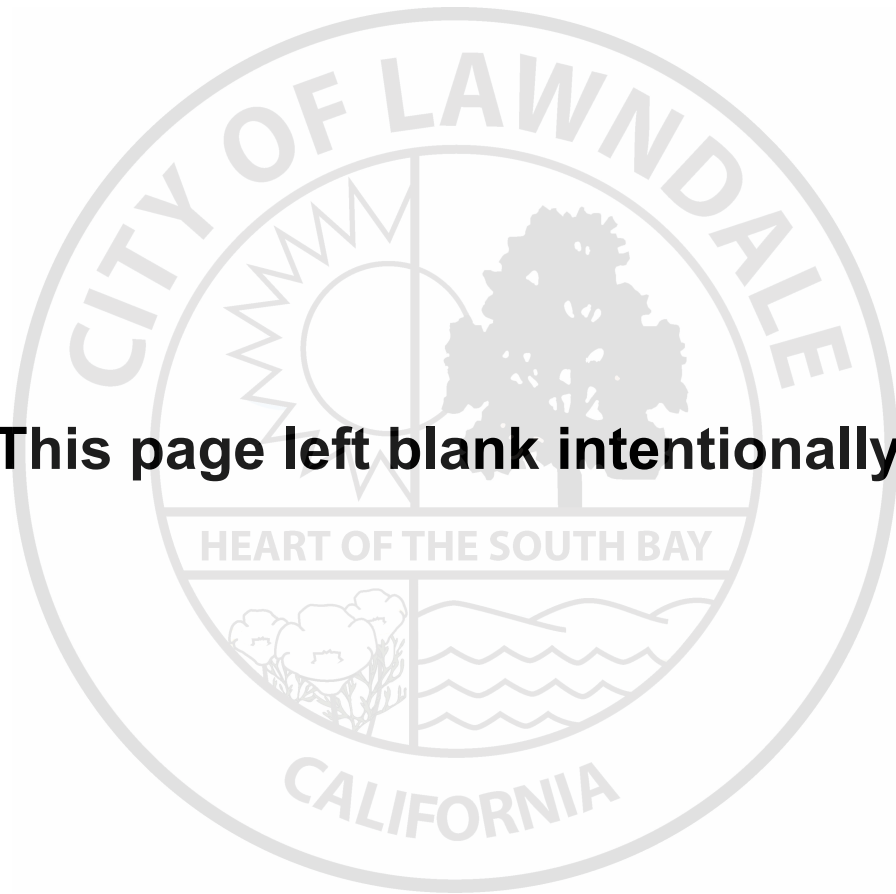 CITY OF LAWNDALE
This page left blank intentionally
HEART OF THE SOUTH BAY
CALIFORNIA